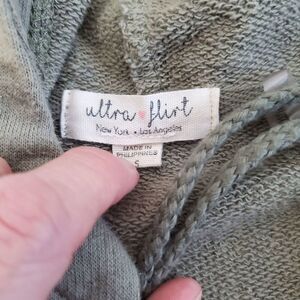 ultra flirt
New York • Los Angeles
MADE IN
PHILIPPINES
S